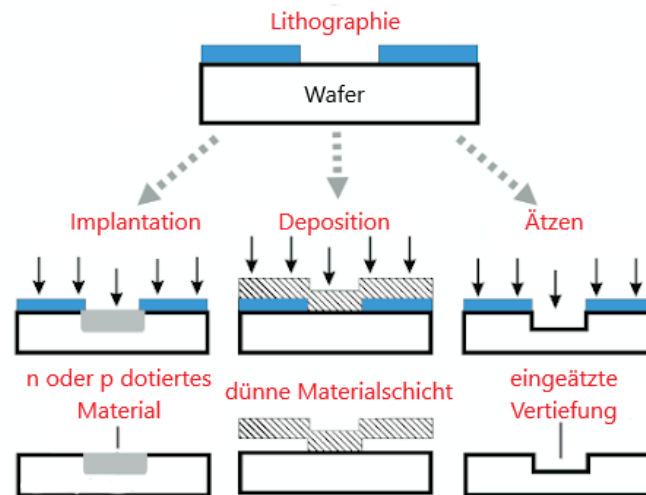 Lithographie
Wafer
Implantation
Deposition
Ätzen
n oder p dotiertes
Material
dünne Materialschicht
eingeätzte
Vertiefung